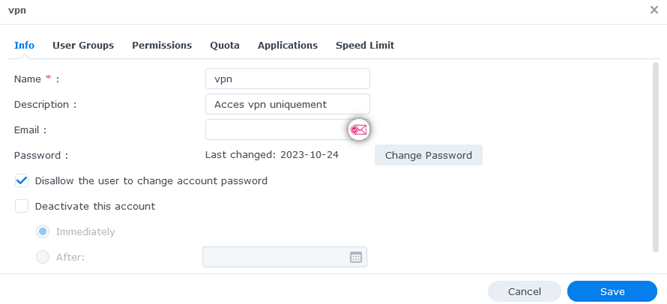 vpn
Info User Groups Permissions Quota Applications Speed Limit
Name * : vpn
Description : Acces vpn uniquement
Email :
Password : Last changed: 2023-10-24 Change Password
Disallow the user to change account password
Deactivate this account
Immediately
After:
Cancel Save